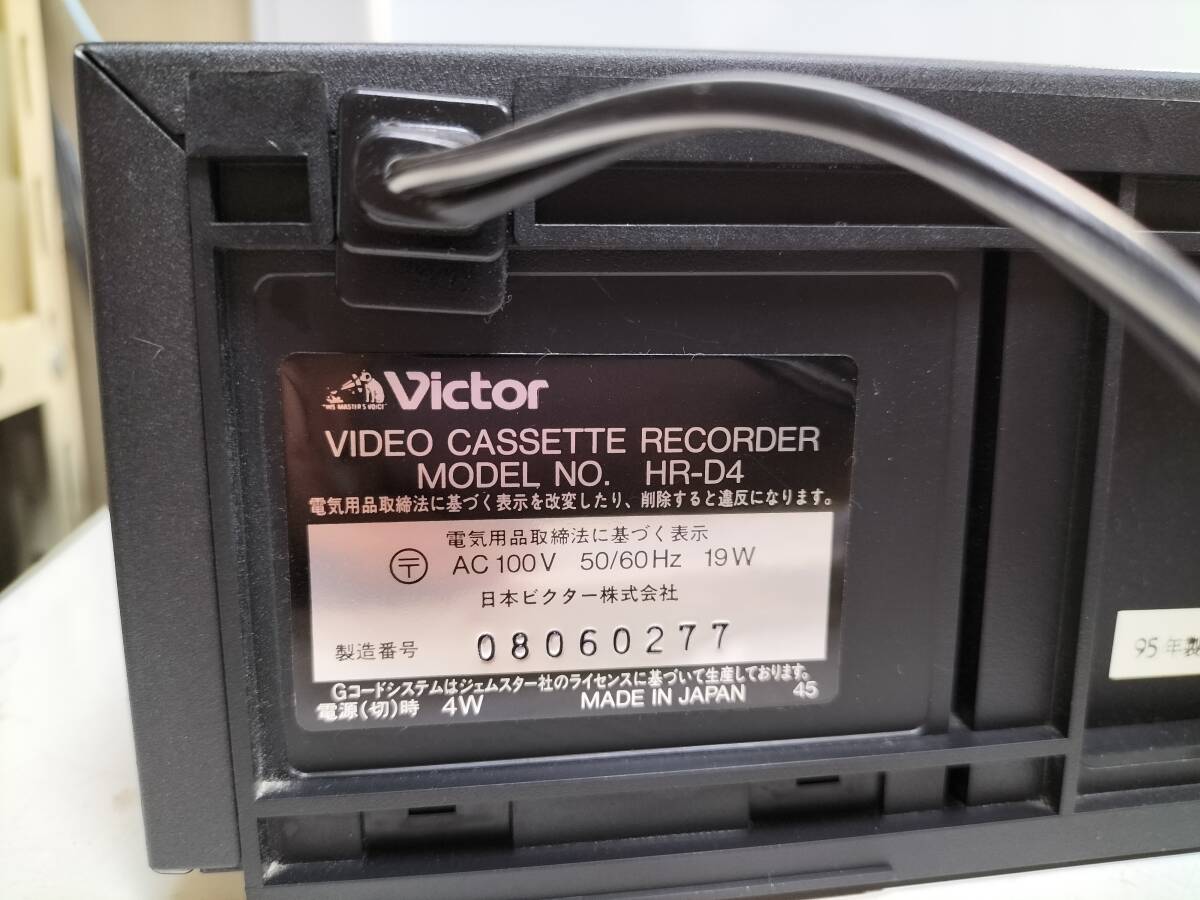 Victor
"HIS MASTER'S VOICE"
VIDEO CASSETTE RECORDER
MODEL NO. HR-D4
電気用品取締法に基づく表示を改変したり、削除すると違反になります。
電気用品取締法に基づく表示
〒 AC 100V 50/60Hz 19W
日本ビクター株式会社
製造番号 08060277
Gコードシステムはジェムスター社のライセンスに基づいて生産しております。
電源(切)時 4W MADE IN JAPAN 45
95年製